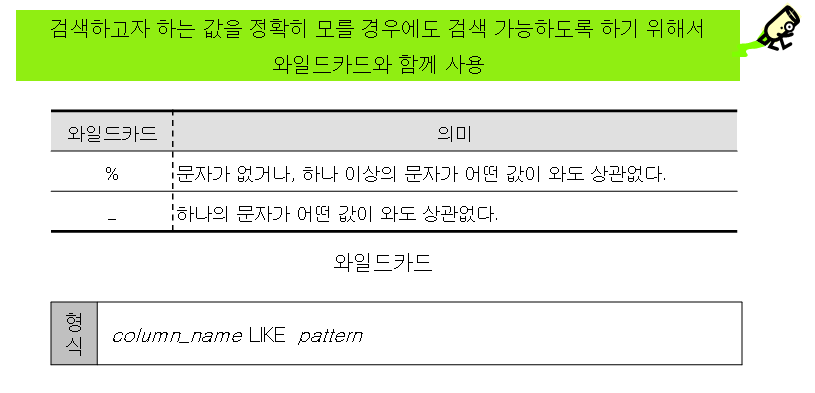 검색하고자 하는 값을 정확히 모를 경우에도 검색 가능하도록 하기 위해서
와일드카드와 함께 사용
와일드카드 의미
% 문자가 없거나, 하나 이상의 문자가 어떤 값이 와도 상관없다.
_ 하나의 문자가 어떤 값이 와도 상관없다.
와일드카드
형식 column_name LIKE pattern